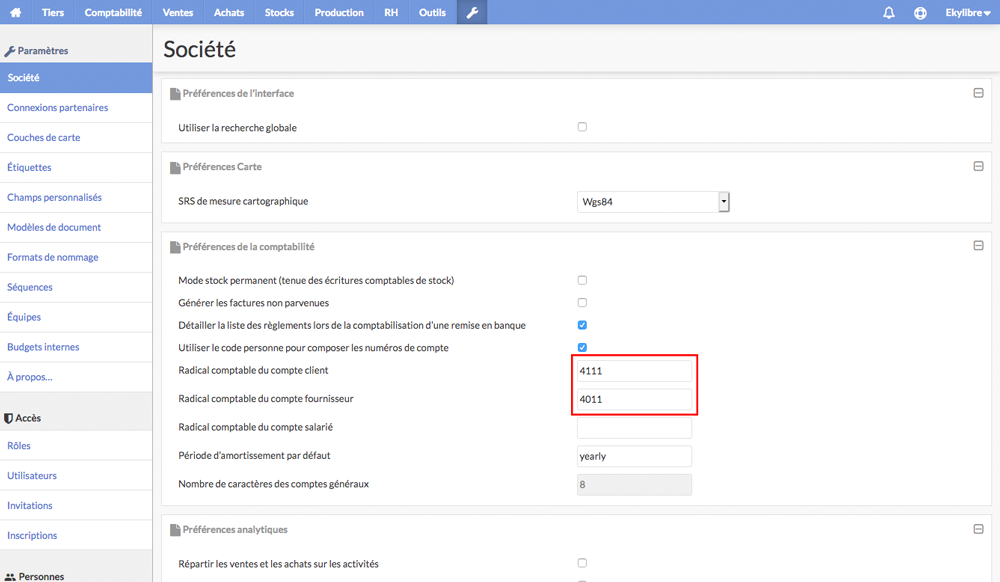 Tiers Comptabilité Ventes Achats Stocks Production RH Outils Ekylibre
Paramètres
Société
Connexions partenaires
Couches de carte
Étiquettes
Champs personnalisés
Modèles de document
Formats de nommage
Séquences
Équipes
Budgets internes
À propos...
Accès
Rôles
Utilisateurs
Invitations
Inscriptions
Personnes
Société
Préférences de l'interface
Utiliser la recherche globale
Préférences Carte
SRS de mesure cartographique Wgs84
Préférences de la comptabilité
Mode stock permanent (tenue des écritures comptables de stock)
Générer les factures non parvenues
Détailler la liste des règlements lors de la comptabilisation d'une remise en banque
Utiliser le code personne pour composer les numéros de compte
Radical comptable du compte client 4111
Radical comptable du compte fournisseur 4011
Radical comptable du compte salarié
Période d'amortissement par défaut yearly
Nombre de caractères des comptes généraux 8
Préférences analytiques
Répartir les ventes et les achats sur les activités